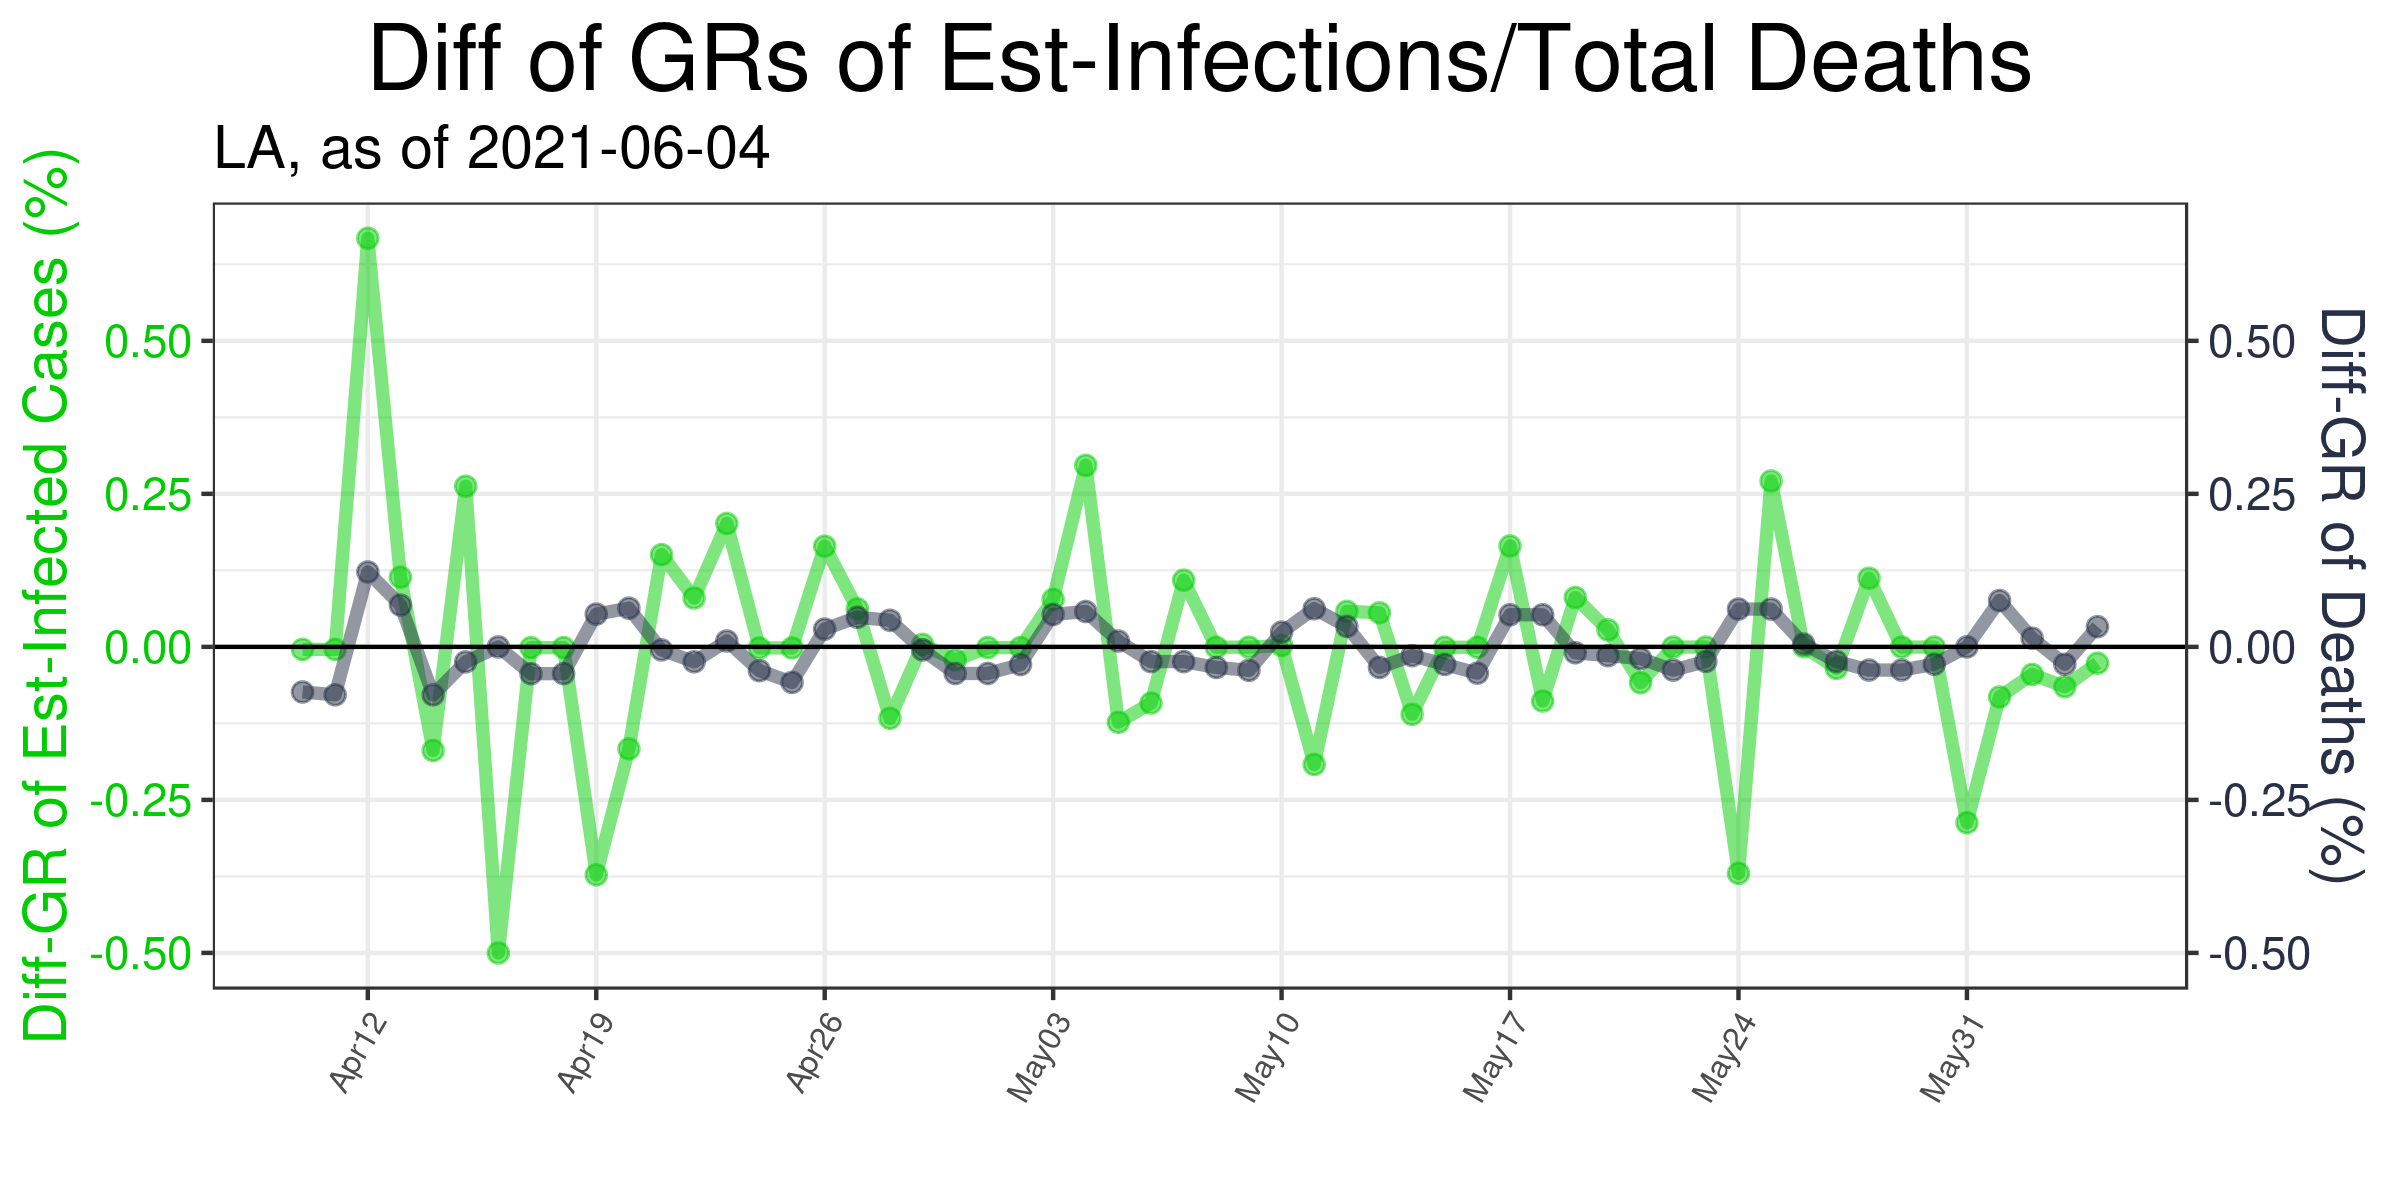 Diff of GRs of Est-Infections/Total Deaths
LA, as of 2021-06-04
Diff-GR of Est-Infected Cases (%)
0.50
0.25
0.00
-0.25
-0.50
0.50
0.25
0.00
-0.25
-0.50
Diff-GR of Deaths (%)
Apr12
Apr19
Apr26
May03
May10
May17
May24
May31